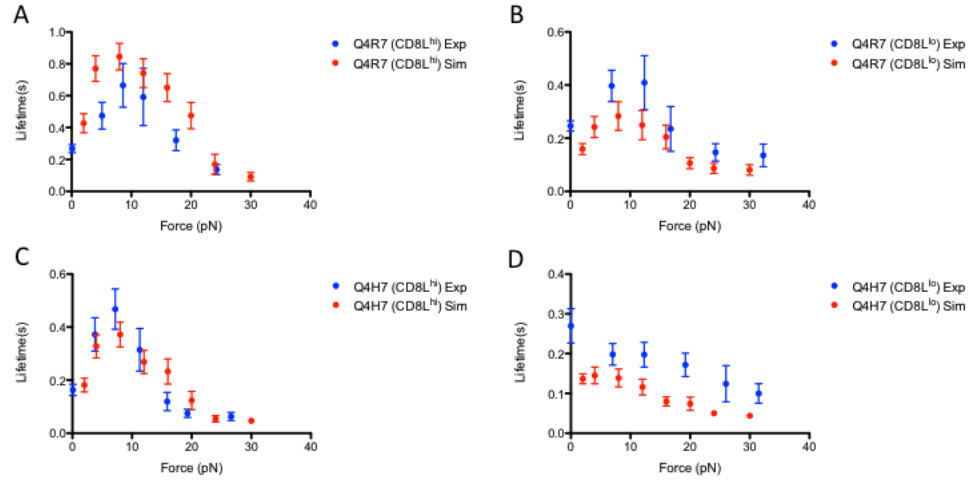 A
Q4R7 (CD8L^hi) Exp
Q4R7 (CD8L^hi) Sim
Lifetime(s)
1.0
0.8
0.6
0.4
0.2
0.0
0 10 20 30 40
Force (pN)
B
Q4R7 (CD8L^lo) Exp
Q4R7 (CD8L^lo) Sim
Lifetime(s)
0.6
0.4
0.2
0.0
0 10 20 30 40
Force (pN)
C
Q4H7 (CD8L^hi) Exp
Q4H7 (CD8L^hi) Sim
Lifetime(s)
0.6
0.4
0.2
0.0
0 10 20 30 40
Force (pN)
D
Q4H7 (CD8L^lo) Exp
Q4H7 (CD8L^lo) Sim
Lifetime(s)
0.4
0.3
0.2
0.1
0.0
0 10 20 30 40
Force (pN)